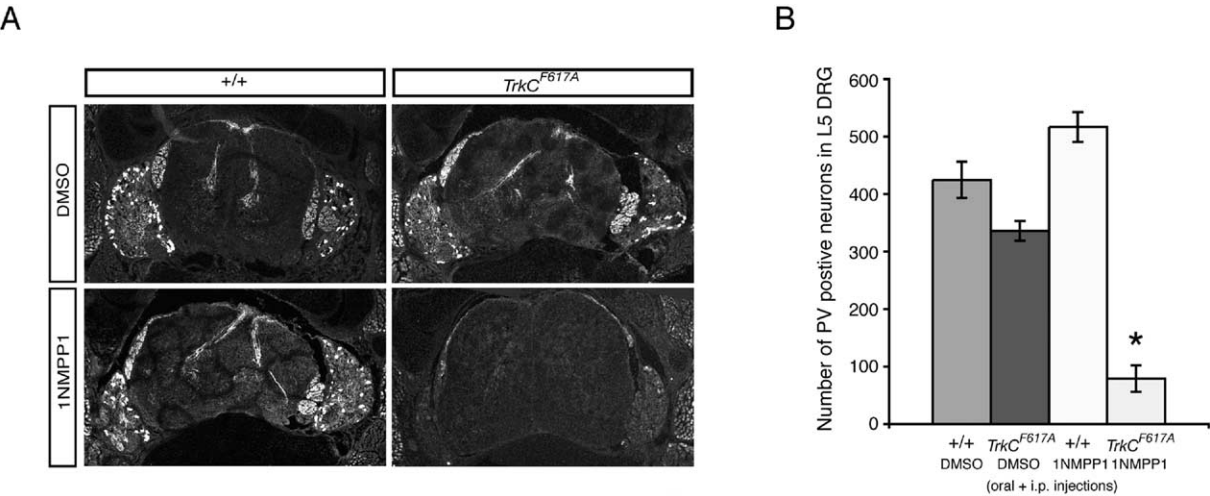 A
B
+/+
TrkC^F617A
DMSO
1NMPP1
Number of PV postive neurons in L5 DRG
600
500
400
300
200
100
0
*
+/+ TrkC^F617A +/+ TrkC^F617A
DMSO DMSO 1NMPP1 1NMPP1
(oral + i.p. injections)